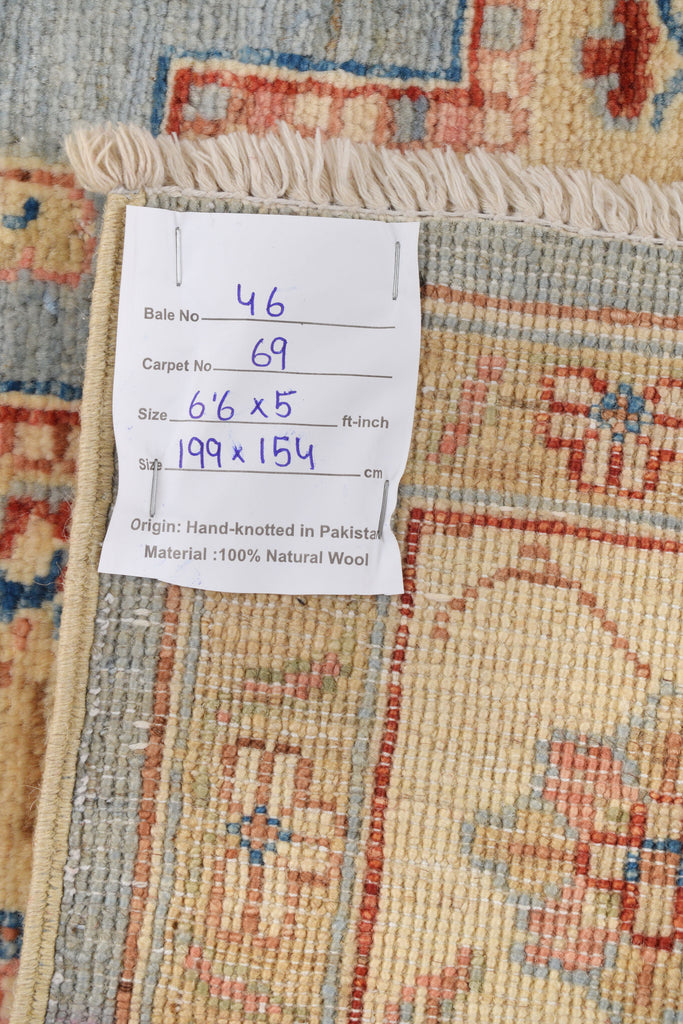 Bale No 46
Carpet No 69
Size 6'6 x 5 ft-inch
Size 199 x 154 cm
Origin: Hand-knotted in Pakistan
Material :100% Natural Wool